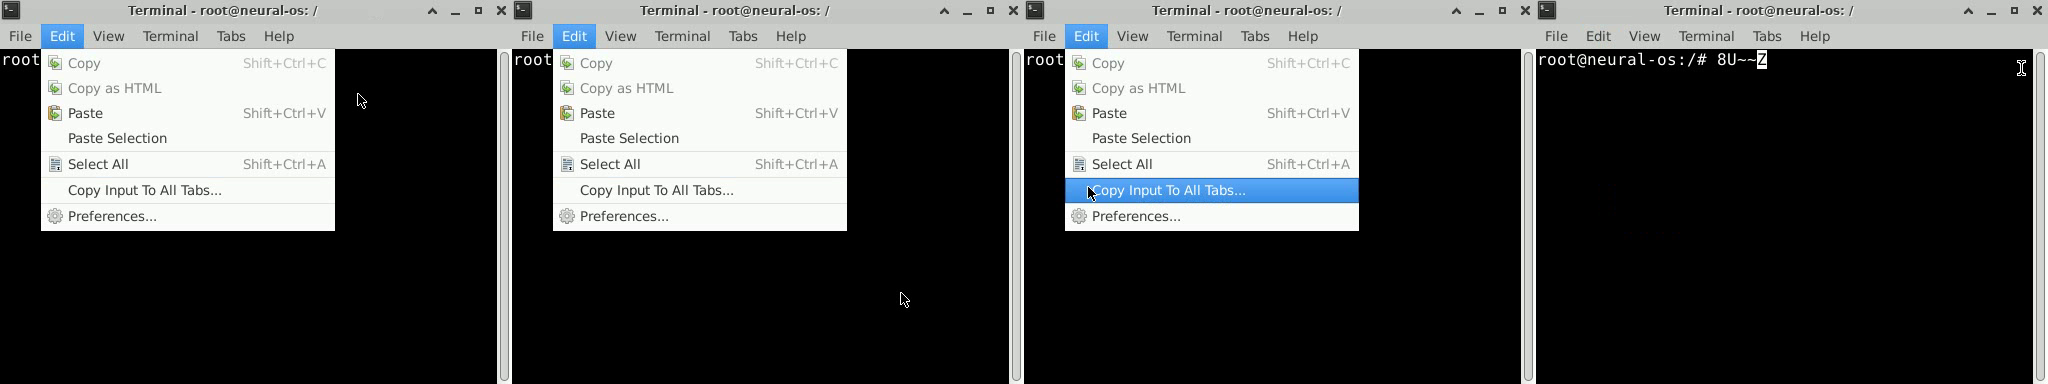 Terminal - root@neural-os: /
File Edit View Terminal Tabs Help
root
Copy Shift+Ctrl+C
Copy as HTML
Paste Shift+Ctrl+V
Paste Selection
Select All Shift+Ctrl+A
Copy Input To All Tabs...
Preferences...
Terminal - root@neural-os: /
File Edit View Terminal Tabs Help
root
Copy Shift+Ctrl+C
Copy as HTML
Paste Shift+Ctrl+V
Paste Selection
Select All Shift+Ctrl+A
Copy Input To All Tabs...
Preferences...
Terminal - root@neural-os: /
File Edit View Terminal Tabs Help
root
Copy Shift+Ctrl+C
Copy as HTML
Paste Shift+Ctrl+V
Paste Selection
Select All Shift+Ctrl+A
Copy Input To All Tabs...
Preferences...
Terminal - root@neural-os: /
File Edit View Terminal Tabs Help
root@neural-os:/# 8U~~Z